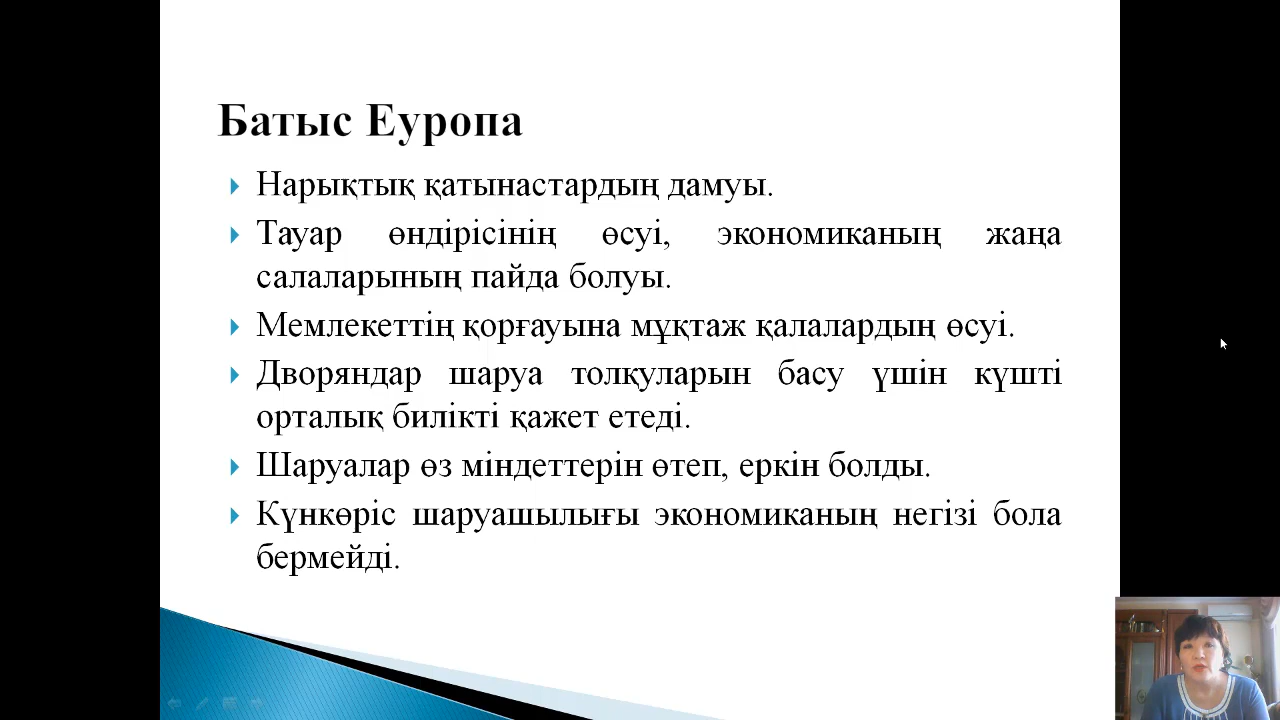 Батыс Еуропа
Нарықтық қатынастардың дамуы.
Тауар өндірісінің өсуі, экономиканың жаңа
салаларының пайда болуы.
Мемлекеттің қорғауына мұқтаж қалалардың өсуі.
Дворяндар шаруа толқуларын басу үшін күшті
орталық билікті қажет етеді.
Шаруалар өз міндеттерін өтеп, еркін болды.
Күнкөріс шаруашылығы экономиканың негізі бола
бермейді.